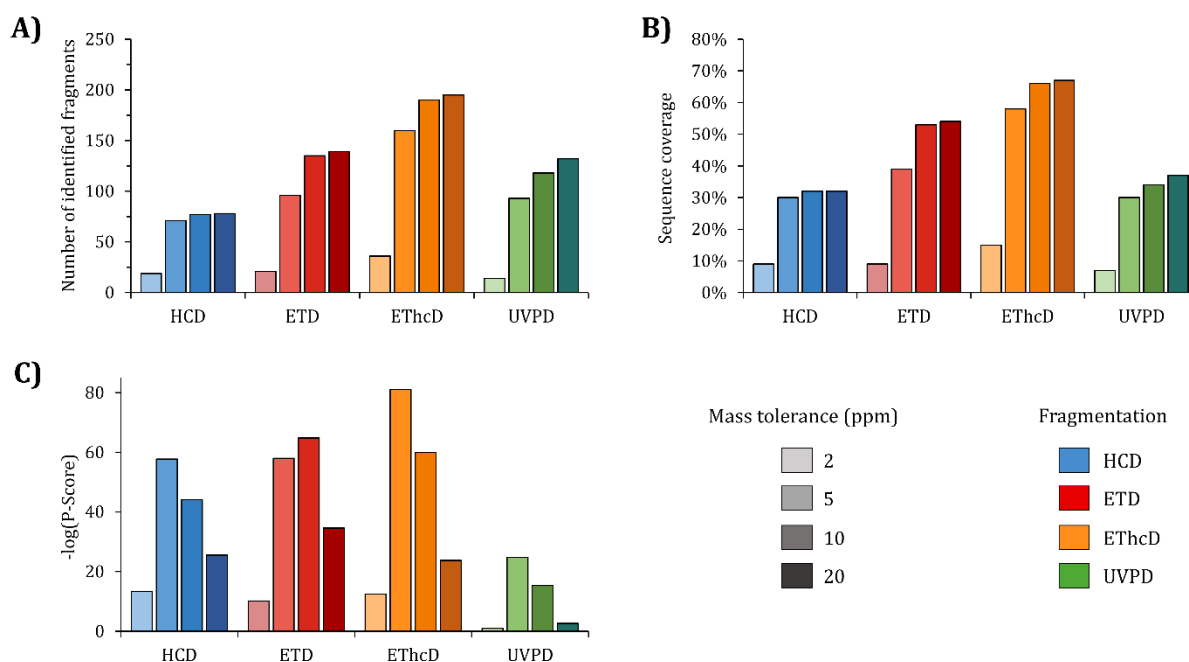 A)
Number of identified fragments
250
200
150
100
50
0
HCD ETD EThcD UVPD
B)
Sequence coverage
80%
70%
60%
50%
40%
30%
20%
10%
0%
HCD ETD EThcD UVPD
C)
-log(P-Score)
80
60
40
20
0
HCD ETD EThcD UVPD
Mass tolerance (ppm)
2
5
10
20
Fragmentation
HCD
ETD
EThcD
UVPD